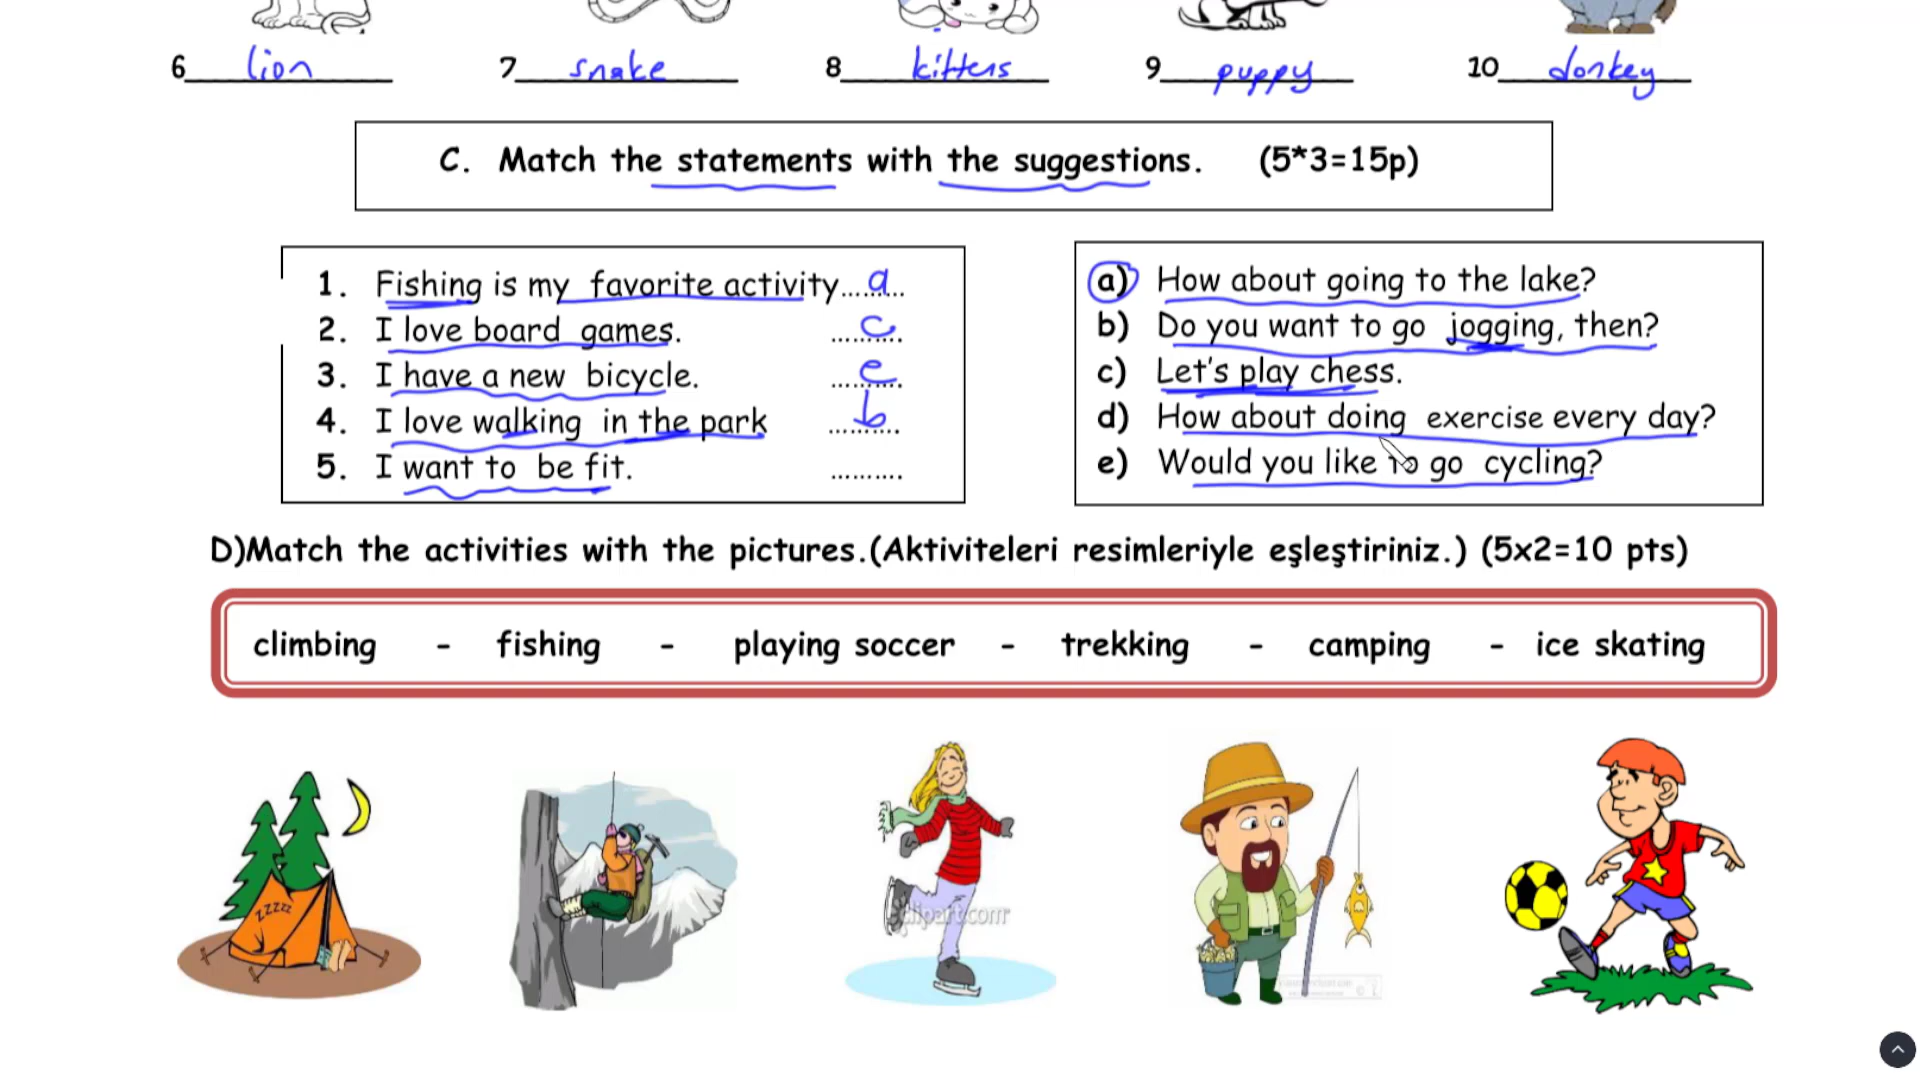 6 lion 7 snake 8 kittens 9 puppy 10 donkey
C. Match the statements with the suggestions. (5*3=15p)
1. Fishing is my favorite activity......... a
2. I love board games. .......... c
3. I have a new bicycle. .......... e
4. I love walking in the park .......... b
5. I want to be fit. ..........
a) How about going to the lake?
b) Do you want to go jogging, then?
c) Let's play chess.
d) How about doing exercise every day?
e) Would you like to go cycling?
D)Match the activities with the pictures.(Aktiviteleri resimleriyle eşleştiriniz.) (5x2=10 pts)
climbing - fishing - playing soccer - trekking - camping - ice skating
zzzzz
clipart.com